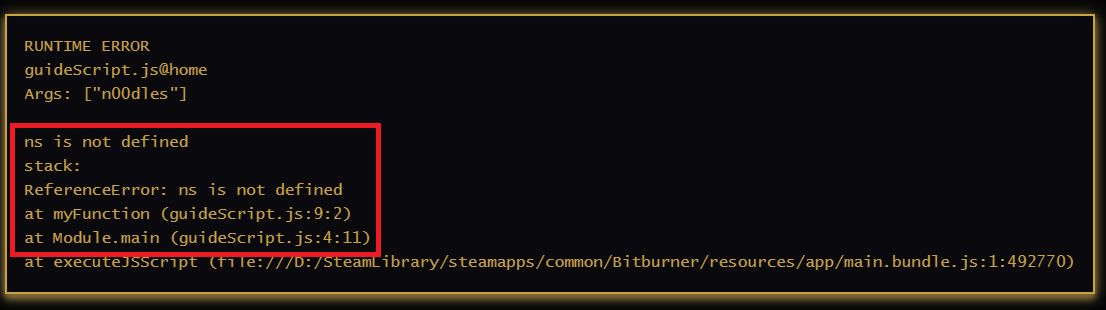 RUNTIME ERROR
guideScript.js@home
Args: ["n00dles"]
ns is not defined
stack:
ReferenceError: ns is not defined
at myFunction (guideScript.js:9:2)
at Module.main (guideScript.js:4:11)
at executeJSScript (file:///D:/SteamLibrary/steamapps/common/Bitburner/resources/app/main.bundle.js:1:492770)